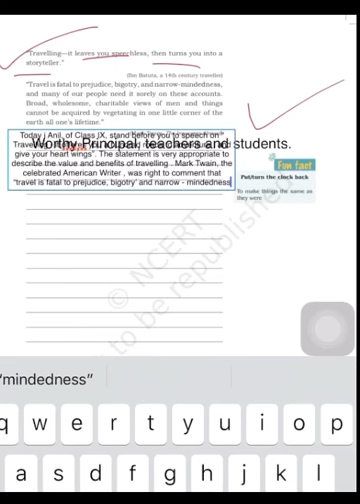 "Travelling—it leaves you speechless, then turns you into a
storyteller."
(Ibn Batuta, a 14th century traveller)
"Travel is fatal to prejudice, bigotry, and narrow-mindedness,
and many of our people need it sorely on these accounts.
Broad, wholesome, charitable views of men and things
cannot be acquired by vegetating in one little corner of the
earth all one's lifetime."
Worthy Principal, teachers and students.
Today I Anil, of Class IX, stand before you to speech on"
Traveling
give your heart wings". The statement is very appropriate to
describe the value and benefits of travelling . Mark Twain, the
celebrated American Writer , was right to comment that
"travel is fatal to prejudice, bigotry' and narrow - mindedness
Fun fact
Put/turn the clock back
To make things the same as
they were
© NCERT
to be republished
"mindedness"
q w e r t y u i o p
a s d f g h j k l